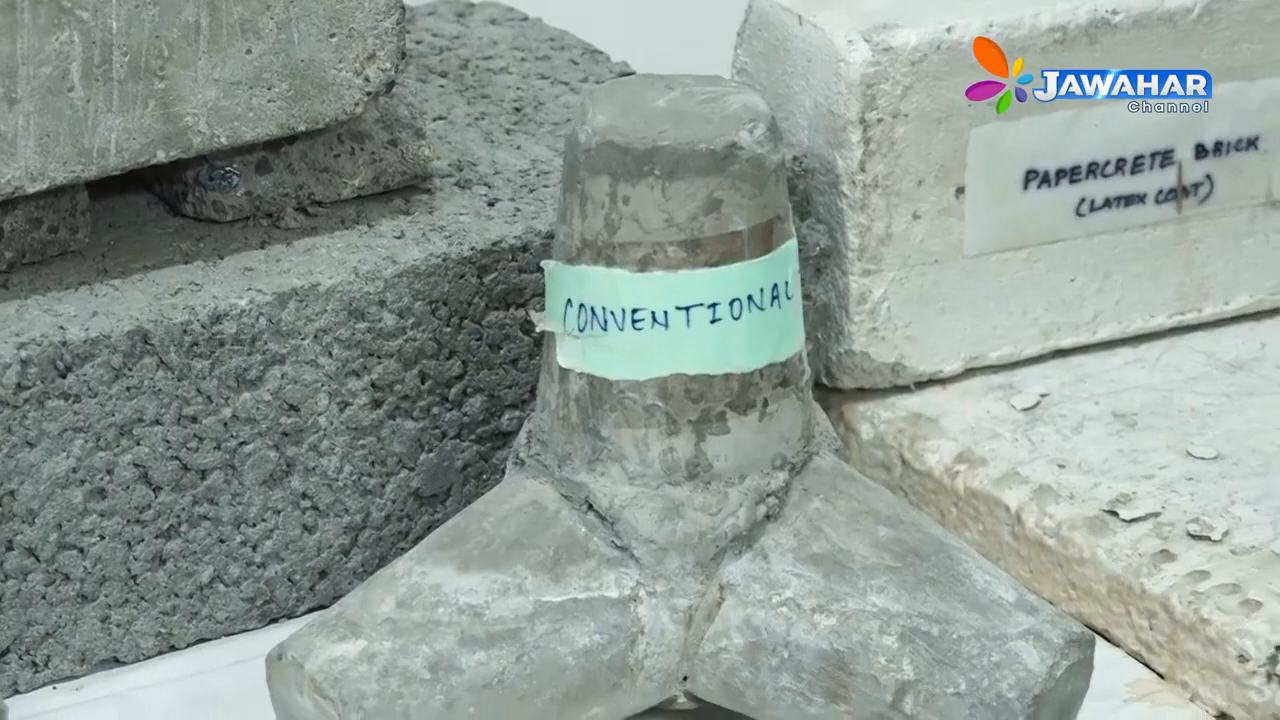 JAWAHAR
Channel
PAPERCRETE BRICK
(LATEX COAT)
CONVENTIONAL